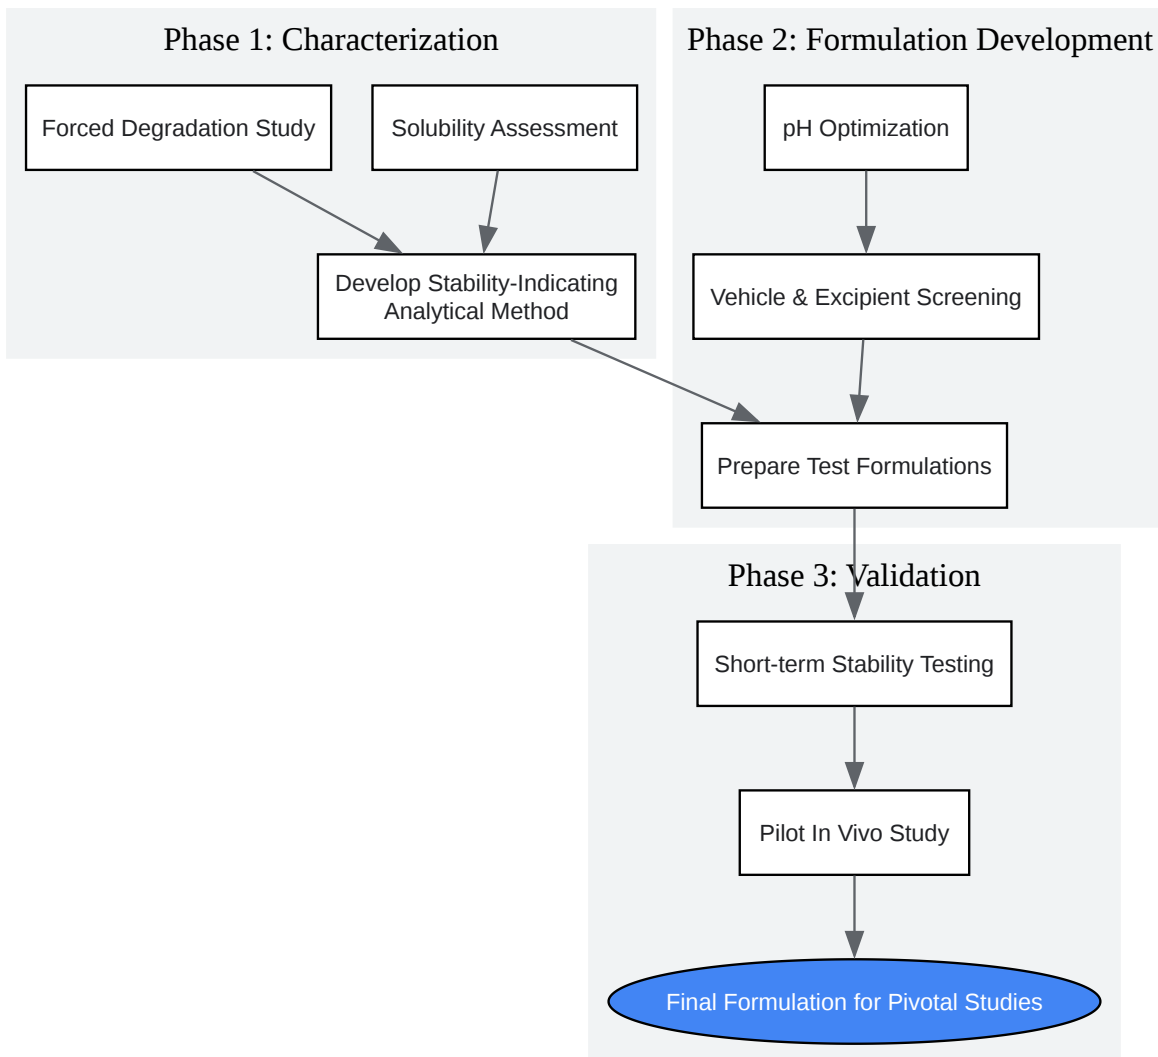 Phase 1: Characterization
Forced Degradation Study
Solubility Assessment
Develop Stability-Indicating
Analytical Method
Phase 2: Formulation Development
pH Optimization
Vehicle & Excipient Screening
Prepare Test Formulations
Phase 3: Validation
Short-term Stability Testing
Pilot In Vivo Study
Final Formulation for Pivotal Studies